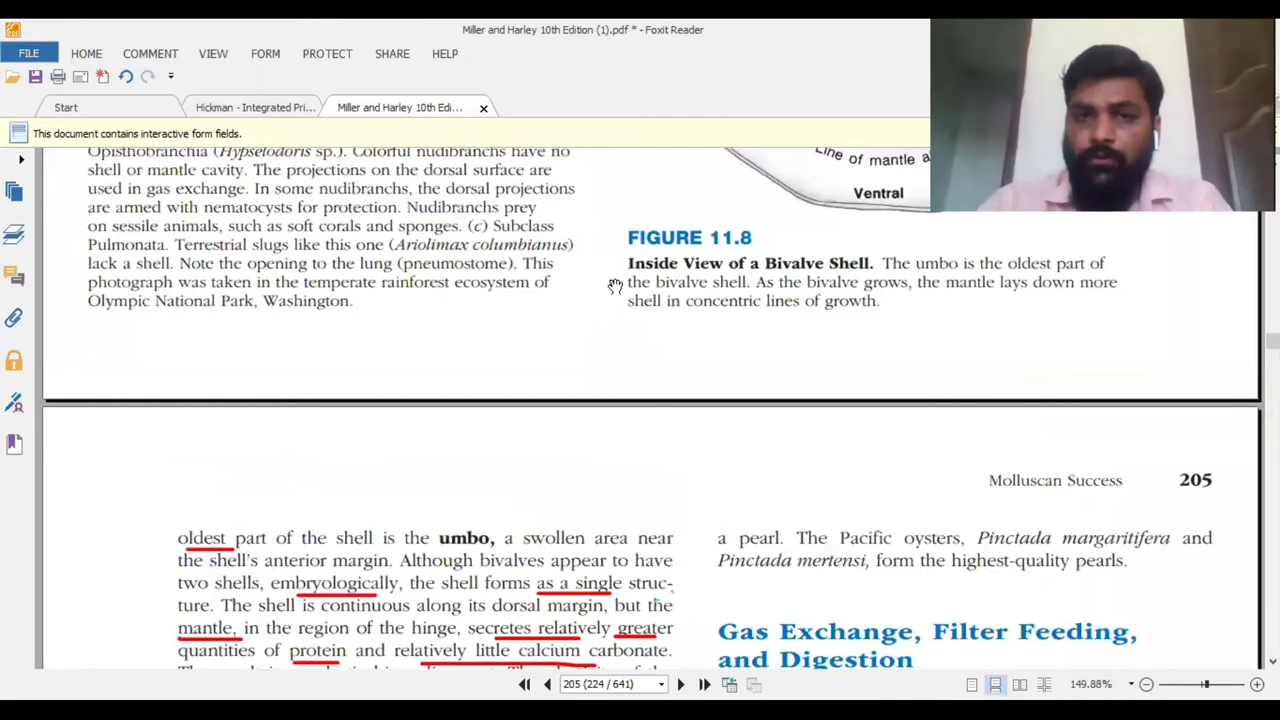 Miller and Harley 10th Edition (1).pdf * - Foxit Reader
FILE HOME COMMENT VIEW FORM PROTECT SHARE HELP
Start Hickman - Integrated Pri... Miller and Harley 10th Edi...
This document contains interactive form fields.
Opisthobranchia (Hypselodoris sp.). Colorful nudibranchs have no
shell or mantle cavity. The projections on the dorsal surface are
used in gas exchange. In some nudibranchs, the dorsal projections
are armed with nematocysts for protection. Nudibranchs prey
on sessile animals, such as soft corals and sponges. (c) Subclass
Pulmonata. Terrestrial slugs like this one (Ariolimax columbianus)
lack a shell. Note the opening to the lung (pneumostome). This
photograph was taken in the temperate rainforest ecosystem of
Olympic National Park, Washington.
Line of mantle a
Ventral
FIGURE 11.8
Inside View of a Bivalve Shell. The umbo is the oldest part of
the bivalve shell. As the bivalve grows, the mantle lays down more
shell in concentric lines of growth.
Molluscan Success 205
oldest part of the shell is the umbo, a swollen area near
the shell's anterior margin. Although bivalves appear to have
two shells, embryologically, the shell forms as a single struc-
ture. The shell is continuous along its dorsal margin, but the
mantle, in the region of the hinge, secretes relatively greater
quantities of protein and relatively little calcium carbonate.
a pearl. The Pacific oysters, Pinctada margaritifera and
Pinctada mertensi, form the highest-quality pearls.
Gas Exchange, Filter Feeding,
and Digestion
205 (224 / 641)
149.88%